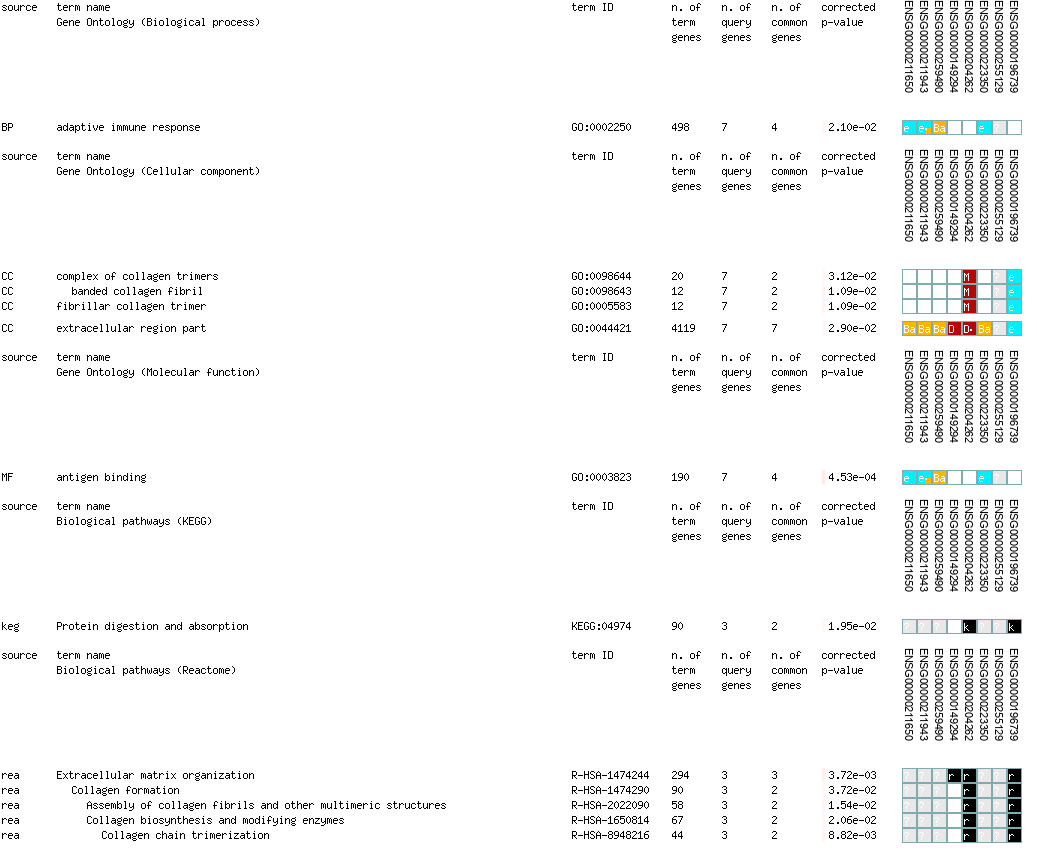 source term name term ID n. of n. of n. of corrected ENSG00000211650 ENSG00000211943 ENSG00000259490 ENSG00000149294 ENSG00000204262 ENSG00000223350 ENSG00000255129 ENSG00000196739
Gene Ontology (Biological process) term query common p-value
genes genes genes
BP adaptive immune response GO:0002250 498 7 4 2.10e-02 e e Ba e ?
source term name term ID n. of n. of n. of corrected ENSG00000211650 ENSG00000211943 ENSG00000259490 ENSG00000149294 ENSG00000204262 ENSG00000223350 ENSG00000255129 ENSG00000196739
Gene Ontology (Cellular component) term query common p-value
genes genes genes
CC complex of collagen trimers GO:0098644 20 7 2 3.12e-02 M ? e
CC banded collagen fibril GO:0098643 12 7 2 1.09e-02 M ? e
CC fibrillar collagen trimer GO:0005583 12 7 2 1.09e-02 M ? e
CC extracellular region part GO:0044421 4119 7 7 2.90e-02 Ba Ba Ba D D Ba ? e
source term name term ID n. of n. of n. of corrected ENSG00000211650 ENSG00000211943 ENSG00000259490 ENSG00000149294 ENSG00000204262 ENSG00000223350 ENSG00000255129 ENSG00000196739
Gene Ontology (Molecular function) term query common p-value
genes genes genes
MF antigen binding GO:0003823 190 7 4 4.53e-04 e e Ba e ?
source term name term ID n. of n. of n. of corrected ENSG00000211650 ENSG00000211943 ENSG00000259490 ENSG00000149294 ENSG00000204262 ENSG00000223350 ENSG00000255129 ENSG00000196739
Biological pathways (KEGG) term query common p-value
genes genes genes
keg Protein digestion and absorption KEGG:04974 90 3 2 1.95e-02 ? ? ? k ? ? k
source term name term ID n. of n. of n. of corrected ENSG00000211650 ENSG00000211943 ENSG00000259490 ENSG00000149294 ENSG00000204262 ENSG00000223350 ENSG00000255129 ENSG00000196739
Biological pathways (Reactome) term query common p-value
genes genes genes
rea Extracellular matrix organization R-HSA-1474244 294 3 3 3.72e-03 ? ? ? r r ? ? r
rea Collagen formation R-HSA-1474290 90 3 2 3.72e-02 ? ? ? r ? ? r
rea Assembly of collagen fibrils and other multimeric structures R-HSA-2022090 58 3 2 1.54e-02 ? ? ? r ? ? r
rea Collagen biosynthesis and modifying enzymes R-HSA-1650814 67 3 2 2.06e-02 ? ? ? r ? ? r
rea Collagen chain trimerization R-HSA-8948216 44 3 2 8.82e-03 ? ? ? r ? ? r